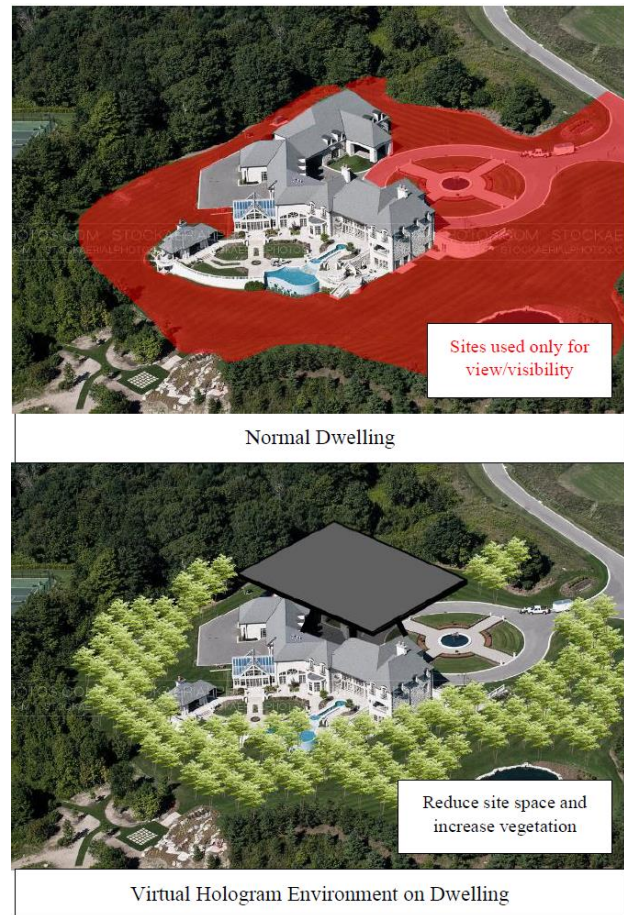 Sites used only for
view/visibility
Normal Dwelling
Reduce site space and
increase vegetation
Virtual Hologram Environment on Dwelling